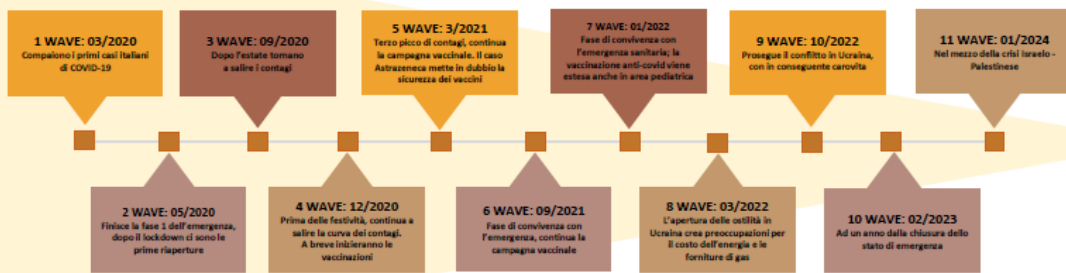 1 WAVE: 03/2020
Compaiono i primi casi italiani
di COVID-19
2 WAVE: 05/2020
Finisce la fase 1 dell'emergenza,
dopo il lockdown ci sono le
prime riaperture
3 WAVE: 09/2020
Dopo l'estate tornano
a salire i contagi
4 WAVE: 12/2020
Prima delle festività, continua a
salire la curva dei contagi.
A breve inizieranno le
vaccinazioni
5 WAVE: 3/2021
Terzo picco di contagi, continua
la campagna vaccinale. Il caso
Astrazeneca mette in dubbio la
sicurezza dei vaccini
6 WAVE: 09/2021
Fase di convivenza con
l'emergenza, continua la
campagna vaccinale
7 WAVE: 01/2022
Fase di convivenza con
l'emergenza sanitaria; la
vaccinazione anti-covid viene
estesa anche in area pediatrica
8 WAVE: 03/2022
L'apertura delle ostilità in
Ucraina crea preoccupazioni per
il costo dell'energia e le
forniture di gas
9 WAVE: 10/2022
Prosegue il conflitto in Ucraina,
con in conseguente carovita
10 WAVE: 02/2023
Ad un anno dalla chiusura dello
stato di emergenza
11 WAVE: 01/2024
Nel mezzo della crisi Israelo -
Palestinese